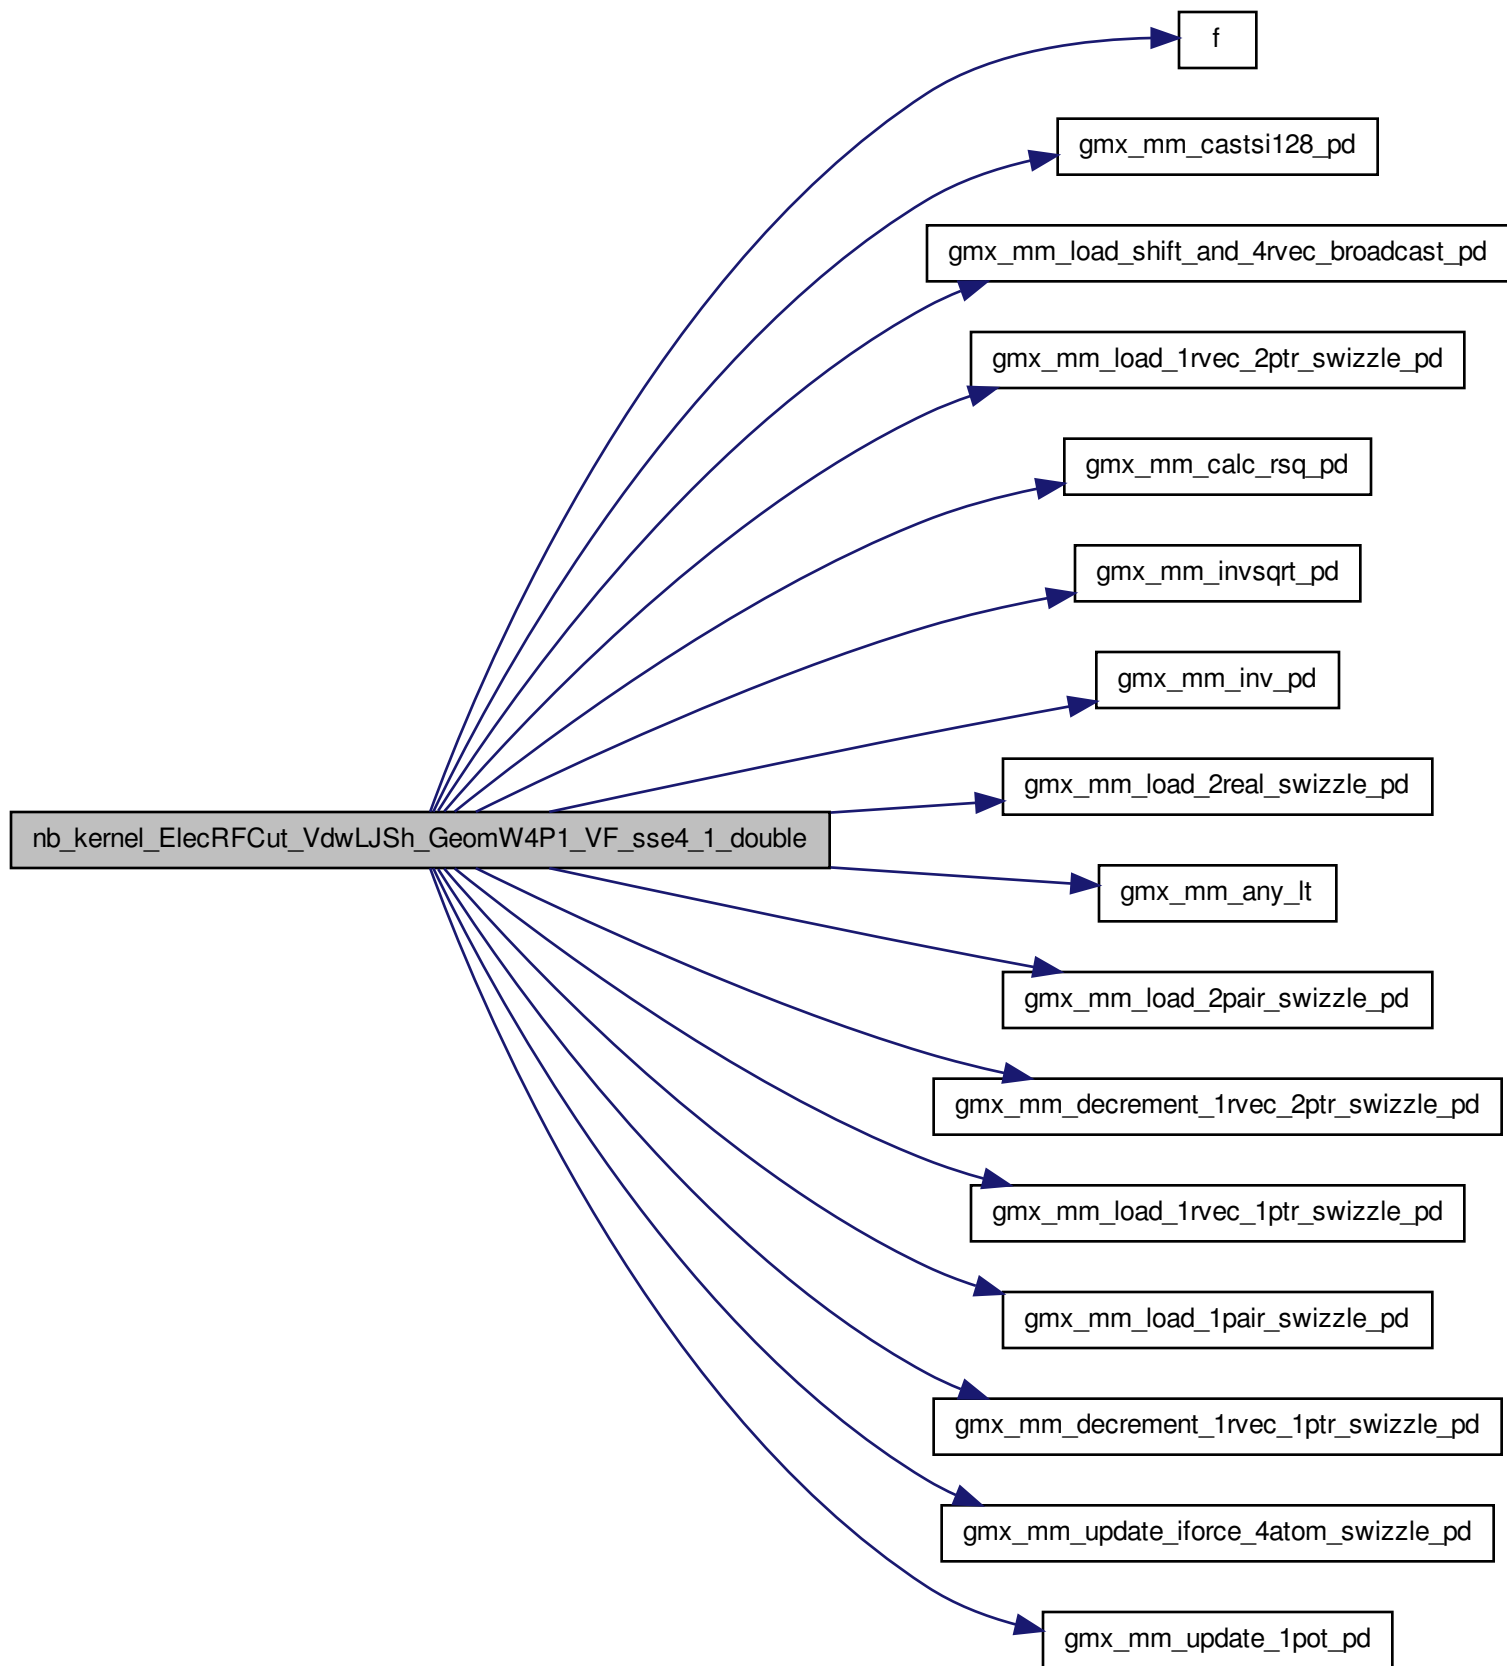 f
gmx_mm_castsi128_pd
gmx_mm_load_shift_and_4rvec_broadcast_pd
gmx_mm_load_1rvec_2ptr_swizzle_pd
gmx_mm_calc_rsq_pd
gmx_mm_invsqrt_pd
gmx_mm_inv_pd
gmx_mm_load_2real_swizzle_pd
nb_kernel_ElecRFCut_VdwLJSh_GeomW4P1_VF_sse4_1_double
gmx_mm_any_lt
gmx_mm_load_2pair_swizzle_pd
gmx_mm_decrement_1rvec_2ptr_swizzle_pd
gmx_mm_load_1rvec_1ptr_swizzle_pd
gmx_mm_load_1pair_swizzle_pd
gmx_mm_decrement_1rvec_1ptr_swizzle_pd
gmx_mm_update_iforce_4atom_swizzle_pd
gmx_mm_update_1pot_pd